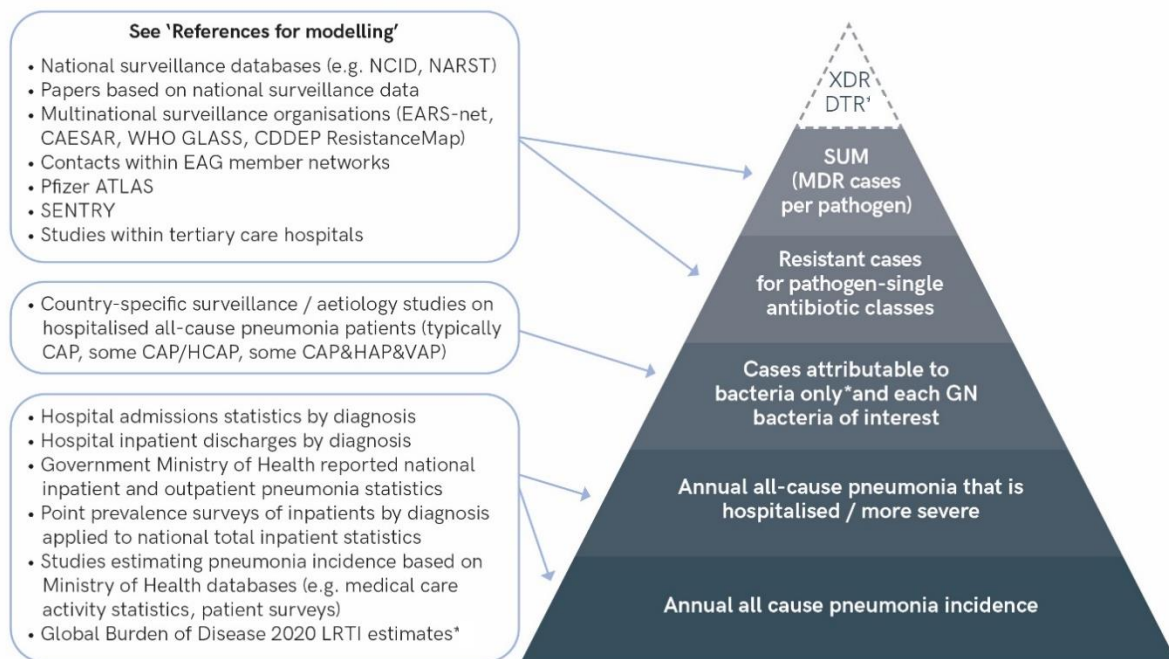 See ‘References for modelling’
• National surveillance databases (e.g. NCID, NARST)
• Papers based on national surveillance data
• Multinational surveillance organisations (EARS-net,
CAESAR, WHO GLASS, CDDEP ResistanceMap)
• Contacts within EAG member networks
• Pfizer ATLAS
• SENTRY
• Studies within tertiary care hospitals
• Country-specific surveillance / aetiology studies on
hospitalised all-cause pneumonia patients (typically
CAP, some CAP/HCAP, some CAP&HAP&VAP)
• Hospital admissions statistics by diagnosis
• Hospital inpatient discharges by diagnosis
• Government Ministry of Health reported national
inpatient and outpatient pneumonia statistics
• Point prevalence surveys of inpatients by diagnosis
applied to national total inpatient statistics
• Studies estimating pneumonia incidence based on
Ministry of Health databases (e.g. medical care
activity statistics, patient surveys)
• Global Burden of Disease 2020 LRTI estimates*
XDR
DTR†
SUM
(MDR cases
per pathogen)
Resistant cases
for pathogen-single
antibiotic classes
Cases attributable to
bacteria only*and each GN
bacteria of interest
Annual all-cause pneumonia that is
hospitalised / more severe
Annual all cause pneumonia incidence